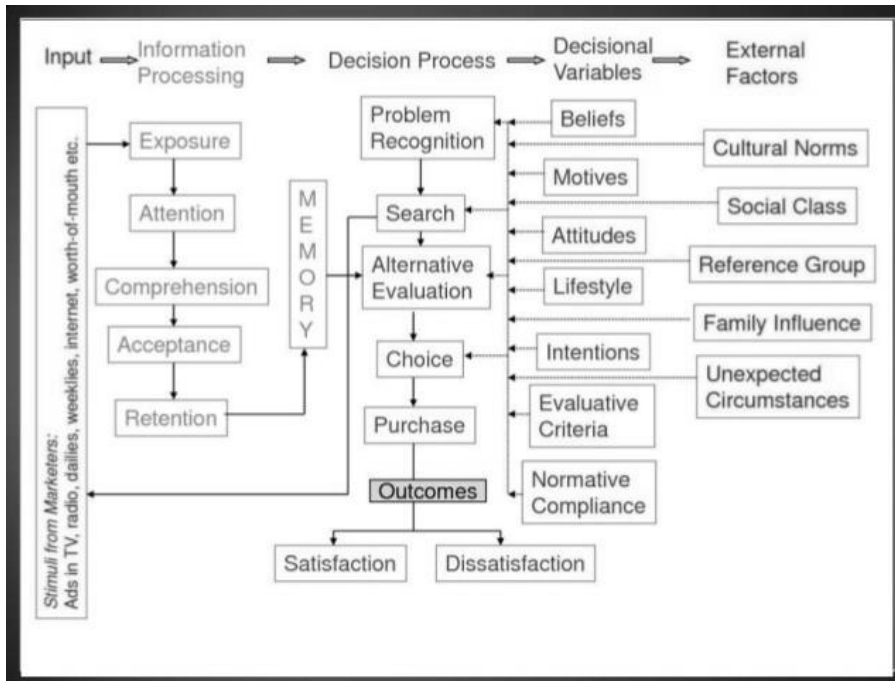 Input
Information
Processing
Decision Process
Decisional
Variables
External
Factors
Stimuli from Marketers:
Ads in TV, radio, dailies, weeklies, internet, worth-of-mouth etc.
Exposure
Attention
Comprehension
Acceptance
Retention
MEMORY
Problem
Recognition
Search
Alternative
Evaluation
Choice
Purchase
Outcomes
Satisfaction
Dissatisfaction
Beliefs
Motives
Attitudes
Lifestyle
Intentions
Evaluative
Criteria
Normative
Compliance
Cultural Norms
Social Class
Reference Group
Family Influence
Unexpected
Circumstances